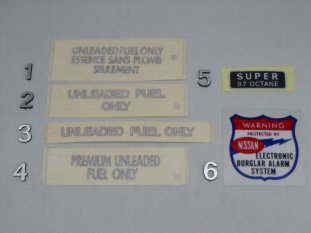 1
UNLEADED FUEL ONLY
ESSENCE SANS PLOMB
SEULEMENT
2
UNLEADED FUEL
ONLY
3
UNLEADED FUEL ONLY
4
PREMIUM UNLEADED
FUEL ONLY
5
SUPER
97 OCTANE
6
WARNING
PROTECTED BY
NISSAN
ELECTRONIC
BURGLAR ALARM
SYSTEM